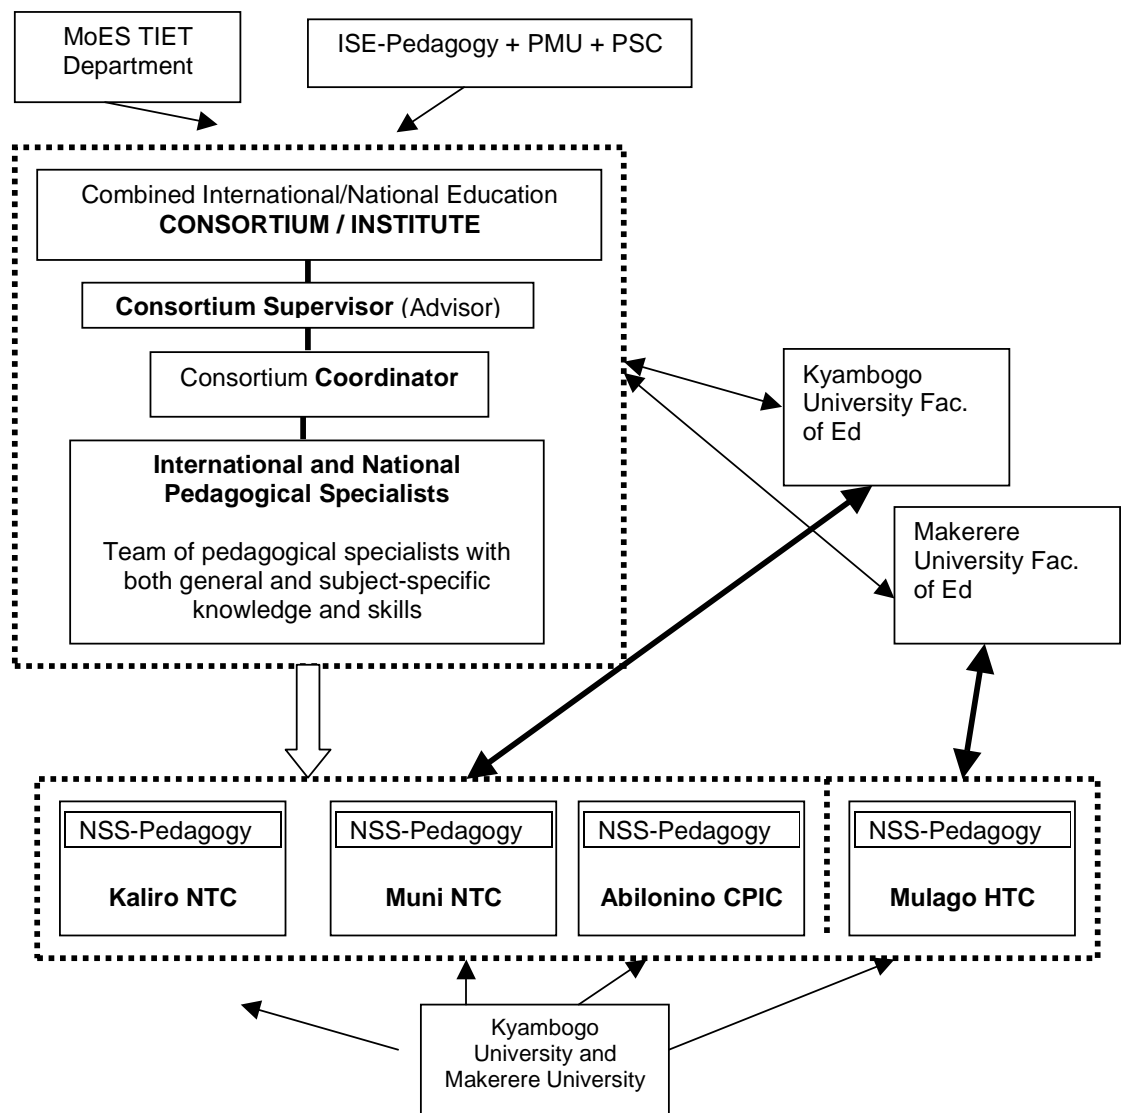 MoES TIET
Department
ISE-Pedagogy + PMU + PSC
Combined International/National Education
CONSORTIUM / INSTITUTE
Consortium Supervisor (Advisor)
Consortium Coordinator
International and National
Pedagogical Specialists
Team of pedagogical specialists with
both general and subject-specific
knowledge and skills
Kyambogo
University Fac.
of Ed
Makerere
University Fac.
of Ed
NSS-Pedagogy
Kaliro NTC
NSS-Pedagogy
Muni NTC
NSS-Pedagogy
Abilonino CPIC
NSS-Pedagogy
Mulago HTC
Kyambogo
University and
Makerere University